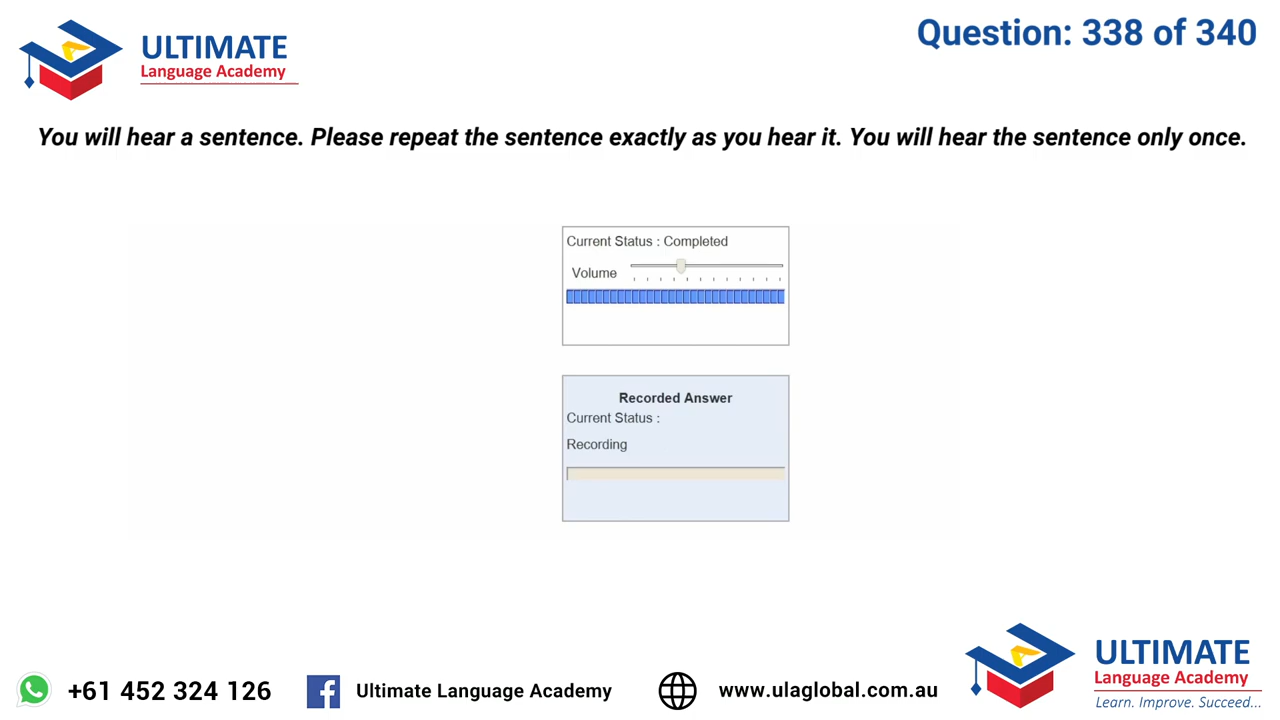 ULTIMATE
Language Academy
Question: 338 of 340
You will hear a sentence. Please repeat the sentence exactly as you hear it. You will hear the sentence only once.
Current Status : Completed
Volume
Recorded Answer
Current Status :
Recording
ULTIMATE
Language Academy
Learn. Improve. Succeed...
+61 452 324 126
Ultimate Language Academy
www.ulaglobal.com.au